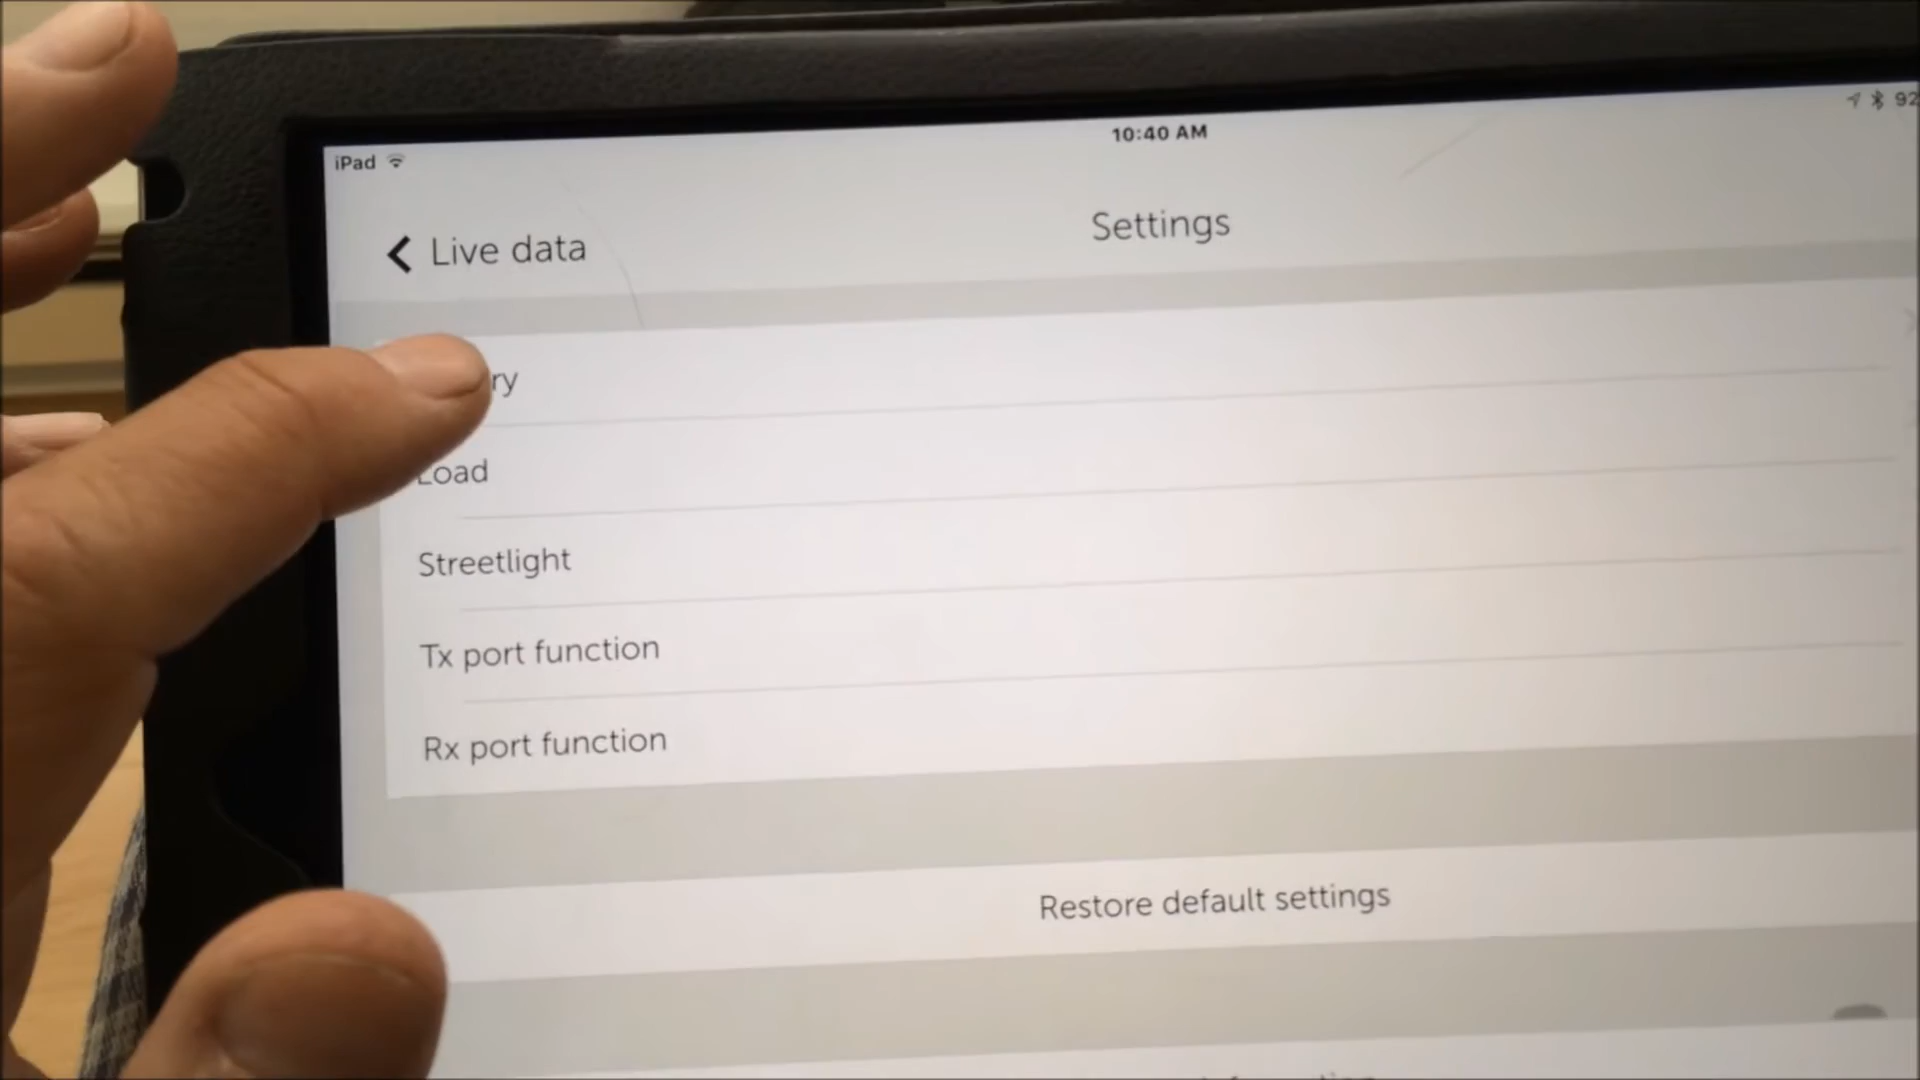 iPad
10:40 AM
92
Live data
Settings
ry
Load
Streetlight
Tx port function
Rx port function
Restore default settings